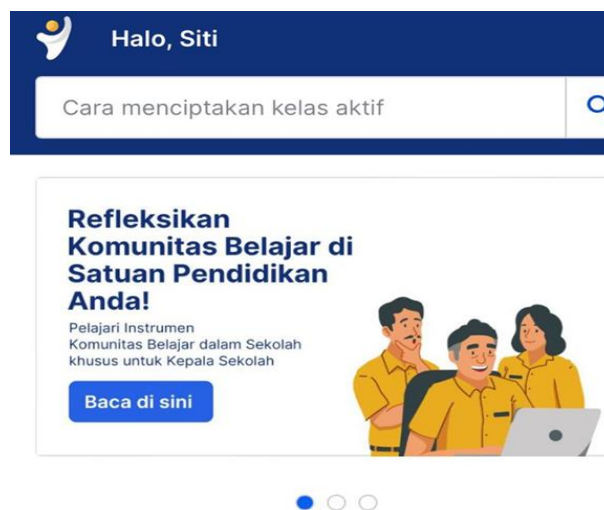 Halo, Siti
Cara menciptakan kelas aktif
Refleksikan
Komunitas Belajar di
Satuan Pendidikan
Anda!
Pelajari Instrumen
Komunitas Belajar dalam Sekolah
khusus untuk Kepala Sekolah
Baca di sini